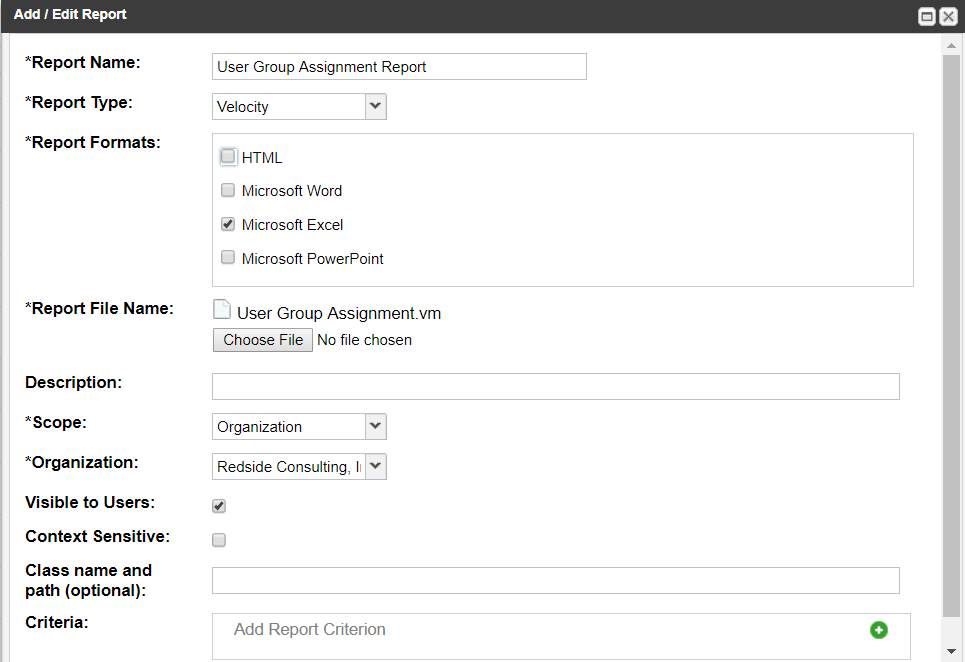 Add / Edit Report
*Report Name:
User Group Assignment Report
*Report Type:
Velocity
*Report Formats:
HTML
Microsoft Word
Microsoft Excel
Microsoft PowerPoint
*Report File Name:
User Group Assignment.vm
Choose File No file chosen
Description:
*Scope:
Organization
*Organization:
Redside Consulting, I
Visible to Users:
Context Sensitive:
Class name and
path (optional):
Criteria:
Add Report Criterion